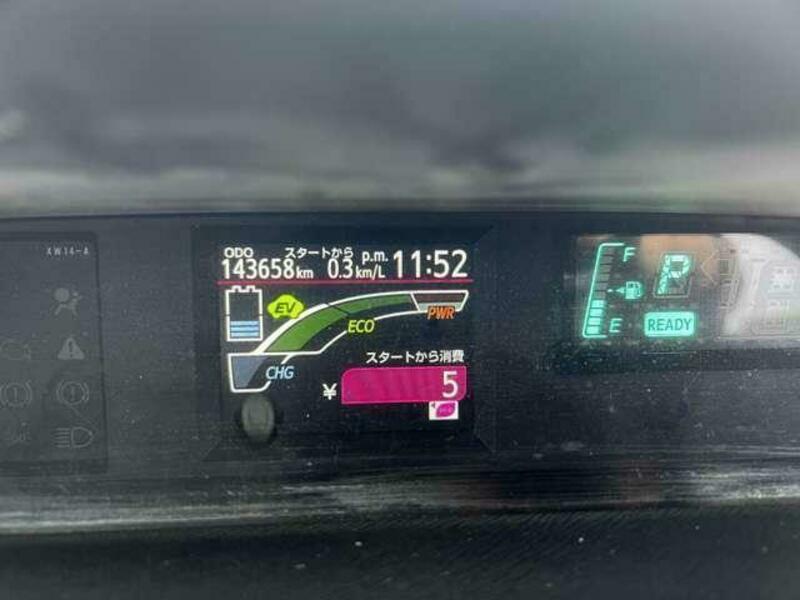 XW14-A
ODO スタートから p.m. 11:52
143658km 0.3km/L
EV
ECO
PWR
CHG
スタートから消費
¥ 5
F
P
E
READY